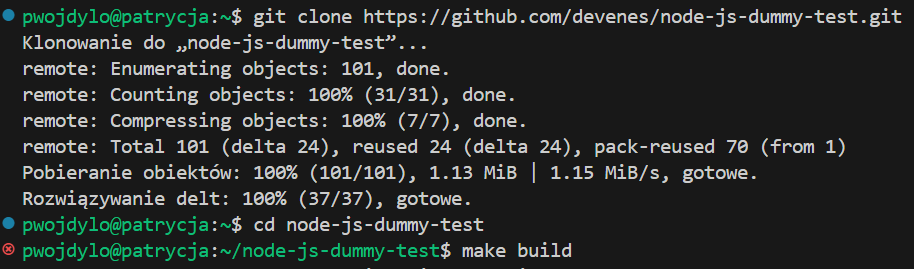 pwojdylo@patrycja:~$ git clone https://github.com/devenes/node-js-dummy-test.git
Klonowanie do „node-js-dummy-test”...
remote: Enumerating objects: 101, done.
remote: Counting objects: 100% (31/31), done.
remote: Compressing objects: 100% (7/7), done.
remote: Total 101 (delta 24), reused 24 (delta 24), pack-reused 70 (from 1)
Pobieranie obiektów: 100% (101/101), 1.13 MiB | 1.15 MiB/s, gotowe.
Rozwiązywanie delt: 100% (37/37), gotowe.
pwojdylo@patrycja:~$ cd node-js-dummy-test
pwojdylo@patrycja:~/node-js-dummy-test$ make build